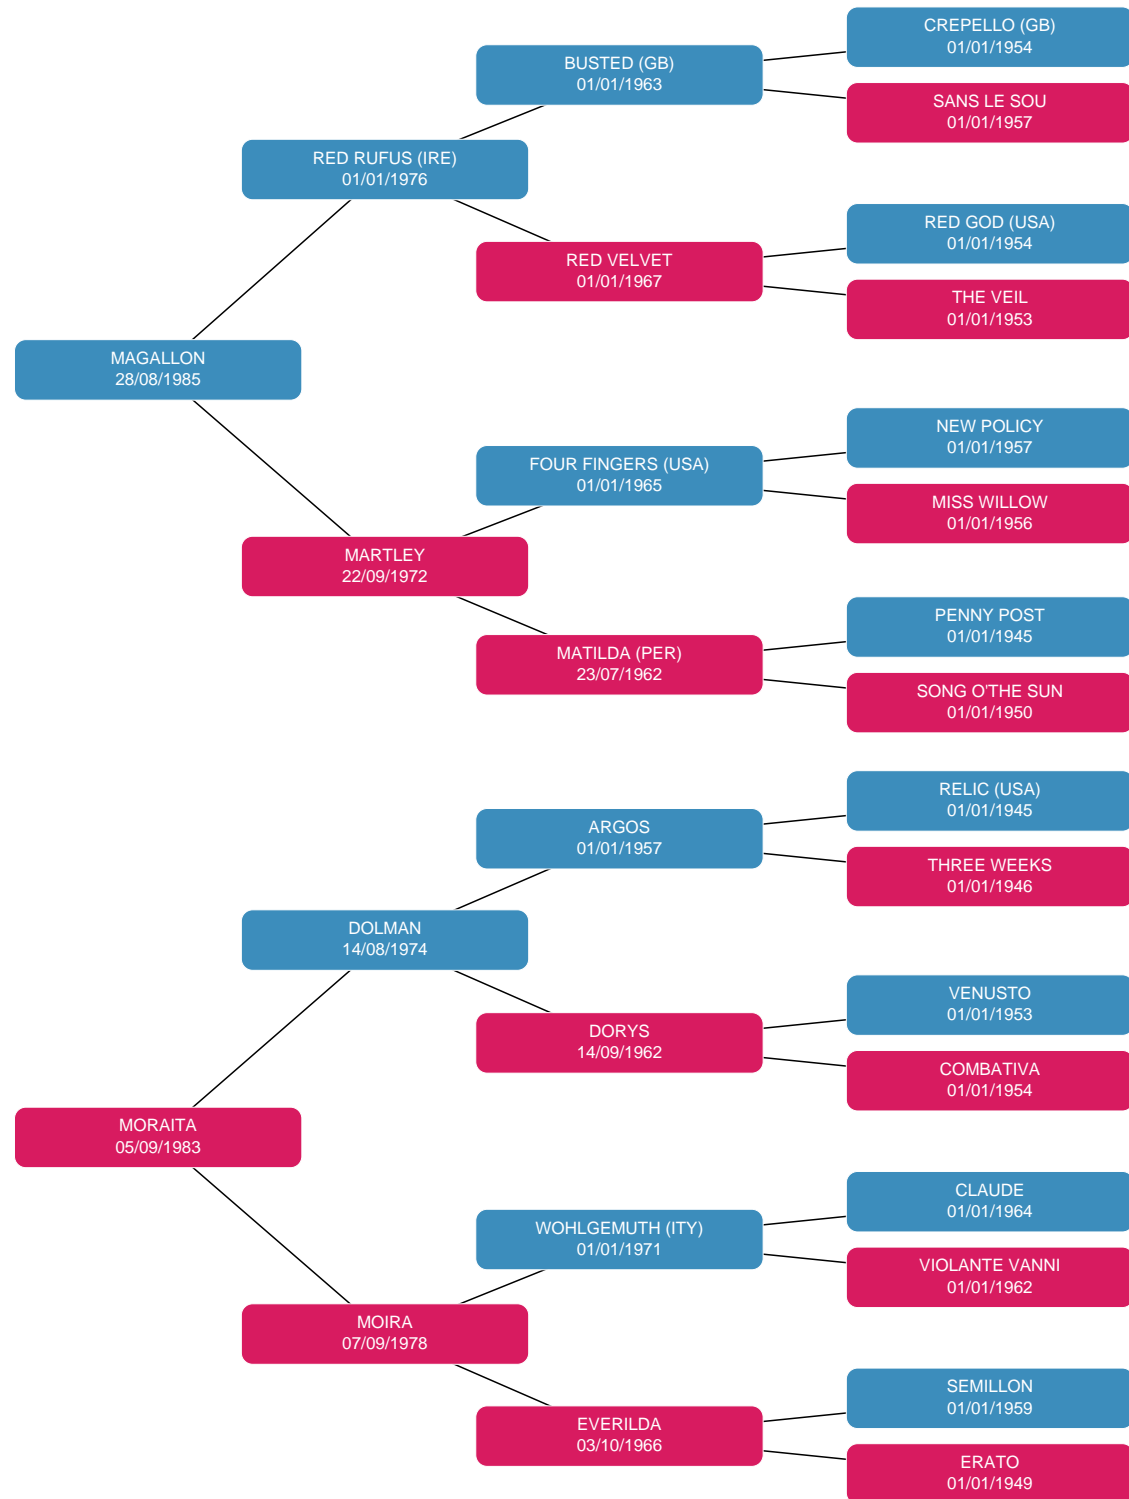 CREPELLO (GB)
01/01/1954
BUSTED (GB)
01/01/1963
SANS LE SOU
01/01/1957
RED RUFUS (IRE)
01/01/1976
RED GOD (USA)
01/01/1954
RED VELVET
01/01/1967
THE VEIL
01/01/1953
MAGALLON
28/08/1985
NEW POLICY
01/01/1957
FOUR FINGERS (USA)
01/01/1965
MISS WILLOW
01/01/1956
MARTLEY
22/09/1972
PENNY POST
01/01/1945
MATILDA (PER)
23/07/1962
SONG O'THE SUN
01/01/1950
RELIC (USA)
01/01/1945
ARGOS
01/01/1957
THREE WEEKS
01/01/1946
DOLMAN
14/08/1974
VENUSTO
01/01/1953
DORYS
14/09/1962
COMBATIVA
01/01/1954
MORAITA
05/09/1983
CLAUDE
01/01/1964
WOHLGEMUTH (ITY)
01/01/1971
VIOLANTE VANNI
01/01/1962
MOIRA
07/09/1978
SEMILLON
01/01/1959
EVERILDA
03/10/1966
ERATO
01/01/1949